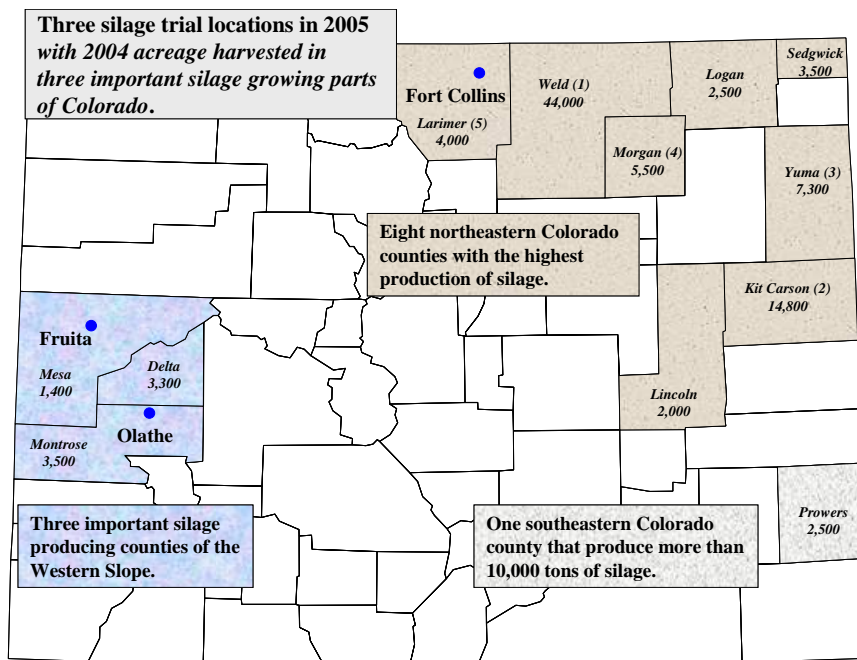 Three silage trial locations in 2005
with 2004 acreage harvested in
three important silage growing parts
of Colorado.
Fort Collins
Larimer (5)
4,000
Weld (1)
44,000
Logan
2,500
Sedgwick
3,500
Morgan (4)
5,500
Yuma (3)
7,300
Eight northeastern Colorado
counties with the highest
production of silage.
Kit Carson (2)
14,800
Lincoln
2,000
Fruita
Mesa
1,400
Delta
3,300
Olathe
Montrose
3,500
Three important silage
producing counties of the
Western Slope.
One southeastern Colorado
county that produce more than
10,000 tons of silage.
Prowers
2,500